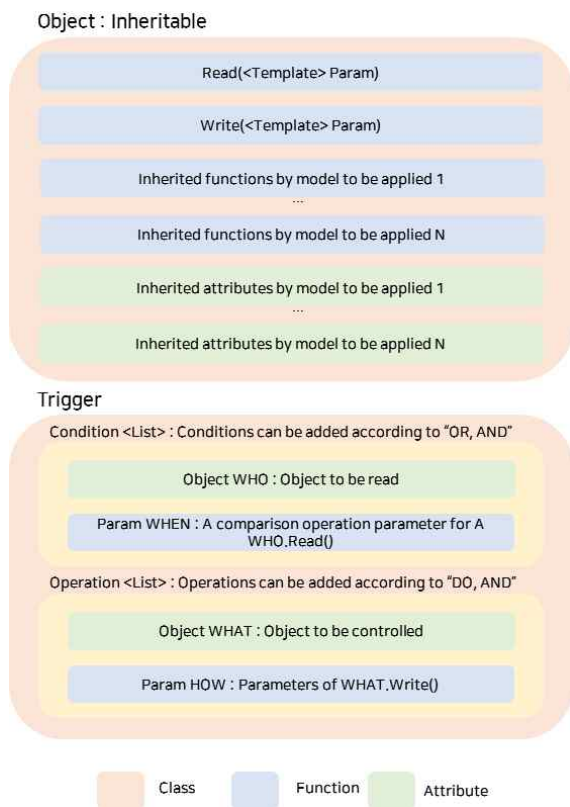 Object : Inheritable
Read(<Template> Param)
Write(<Template> Param)
Inherited functions by model to be applied 1
...
Inherited functions by model to be applied N
Inherited attributes by model to be applied 1
...
Inherited attributes by model to be applied N
Trigger
Condition <List> : Conditions can be added according to "OR, AND"
Object WHO : Object to be read
Param WHEN : A comparison operation parameter for A
WHO.Read()
Operation <List> : Operations can be added according to "DO, AND"
Object WHAT : Object to be controlled
Param HOW : Parameters of WHAT.Write()
Class
Function
Attribute